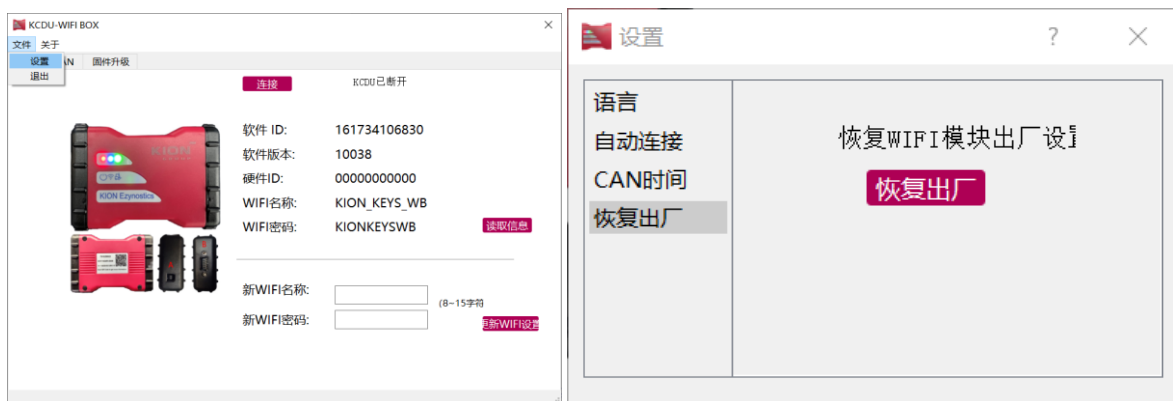 KCDU-WIFI BOX
文件 关于
设置 AN 固件升级
退出
连接 KCDU已断开
软件 ID: 161734106830
软件版本: 10038
硬件ID: 00000000000
WIFI名称: KION_KEYS_WB
WIFI密码: KIONKEYSWB 读取信息
KION
KION Ezynostics
新WIFI名称: (8~15字符
新WIFI密码: 更新WIFI设置
设置 ?
语言
自动连接
CAN时间
恢复出厂
恢复WIFI模块出厂设置
恢复出厂